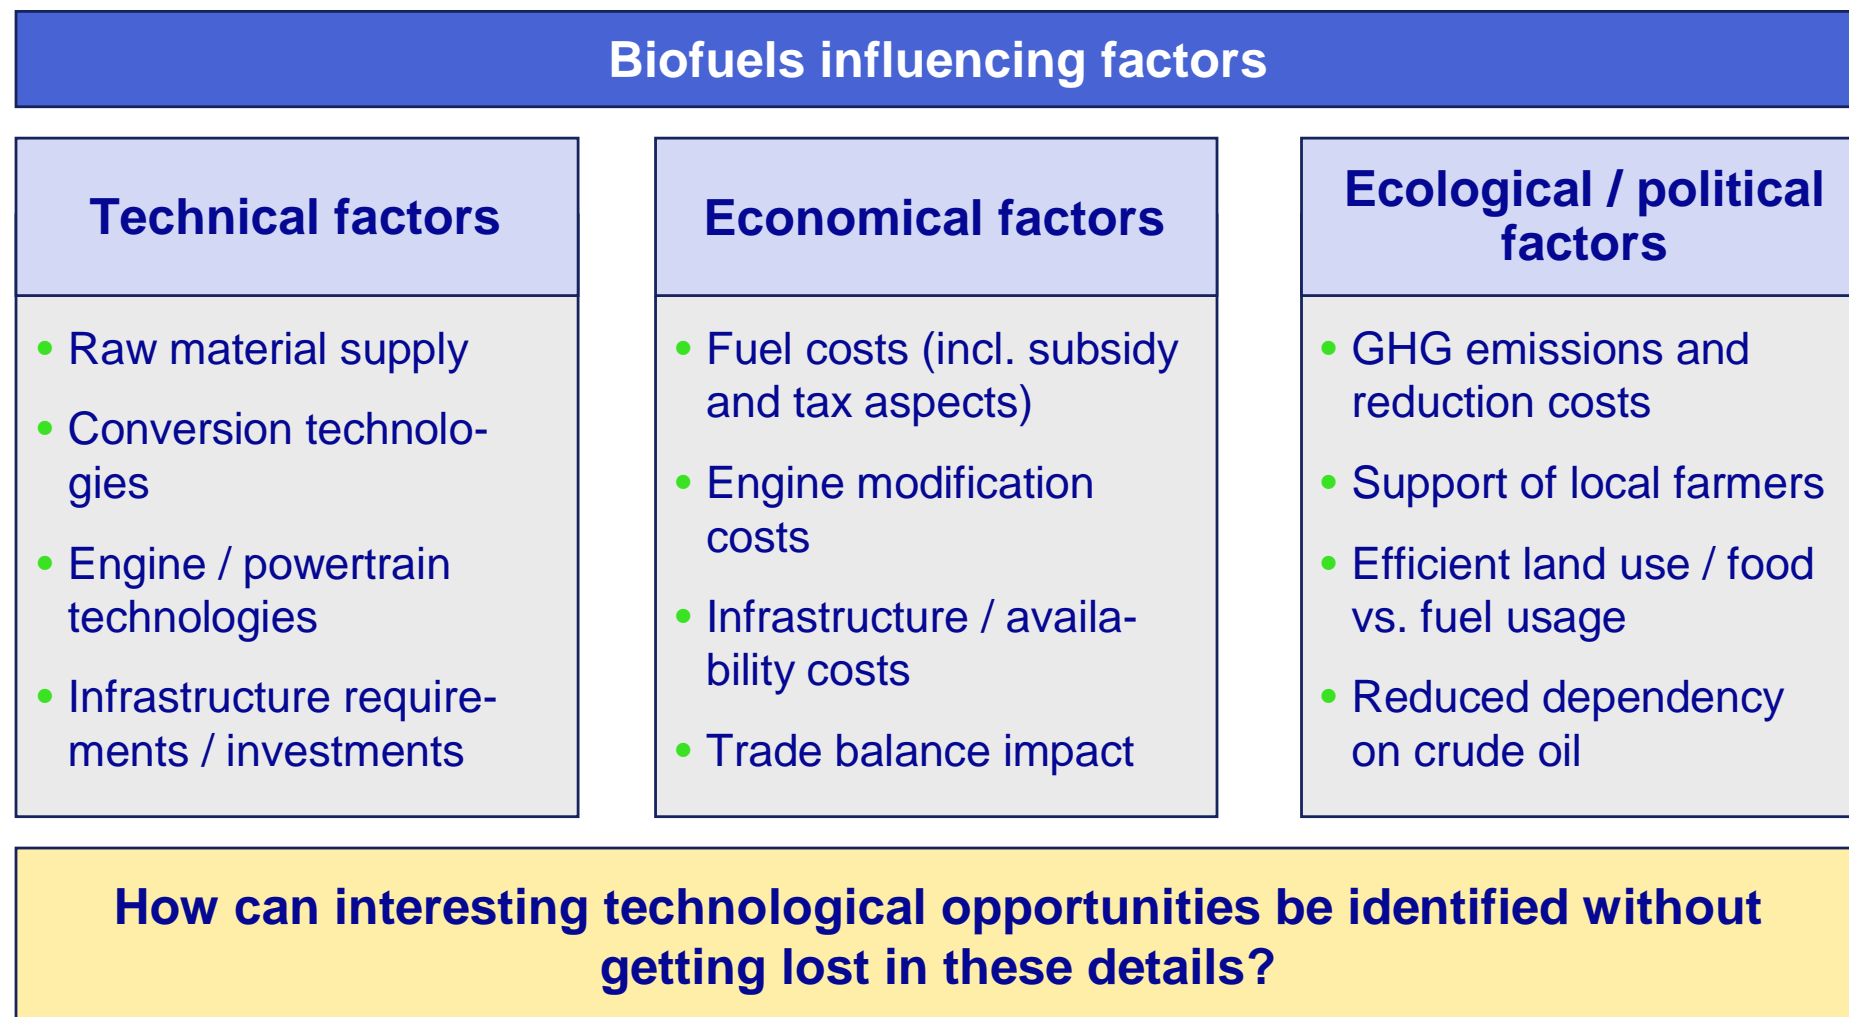 Biofuels influencing factors
Technical factors
• Raw material supply
• Conversion technolo-
gies
• Engine / powertrain
technologies
• Infrastructure require-
ments / investments
Economical factors
• Fuel costs (incl. subsidy
and tax aspects)
• Engine modification
costs
• Infrastructure / availa-
bility costs
• Trade balance impact
Ecological / political
factors
• GHG emissions and
reduction costs
• Support of local farmers
• Efficient land use / food
vs. fuel usage
• Reduced dependency
on crude oil
How can interesting technological opportunities be identified without
getting lost in these details?